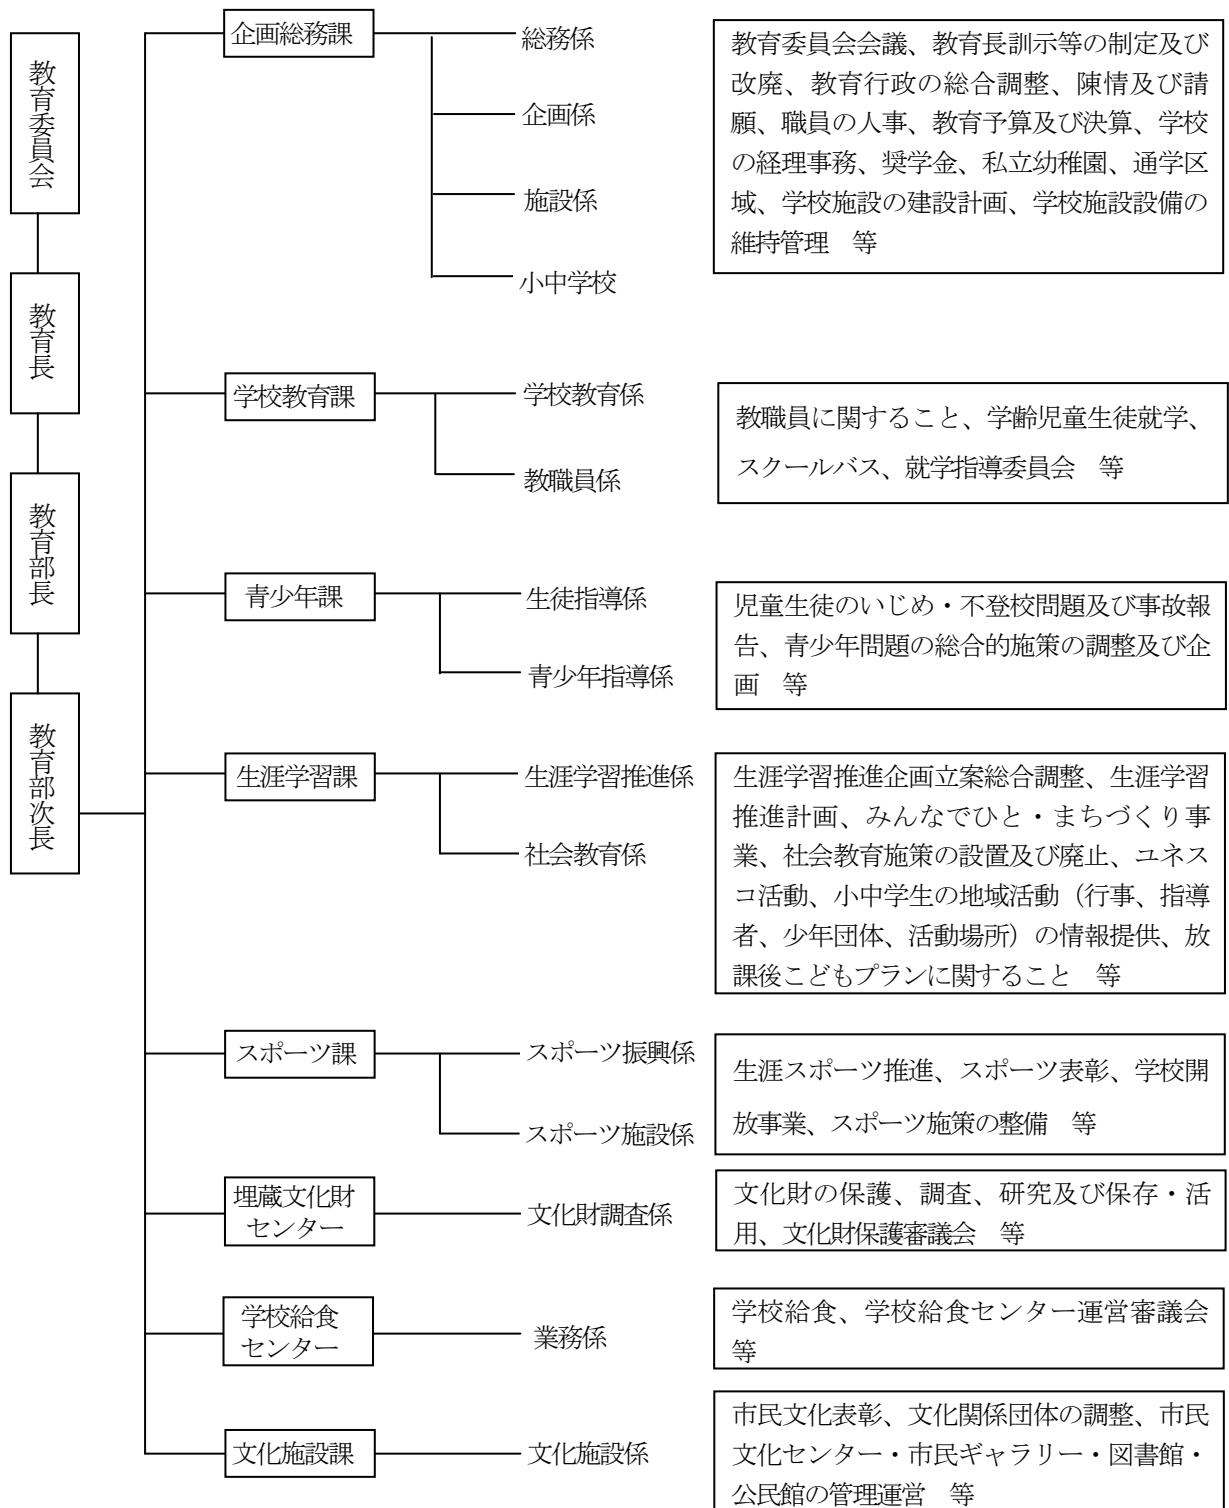 教育委員会
教育長
教育部長
教育部次長
企画総務課
総務係
企画係
施設係
小中学校
教育委員会会議、教育長訓示等の制定及び
改廃、教育行政の総合調整、陳情及び請
願、職員の人事、教育予算及び決算、学校
の経理事務、奨学金、私立幼稚園、通学区
域、学校施設の建設計画、学校施設設備の
維持管理　等
学校教育課
学校教育係
教職員係
教職員に関すること、学齢児童生徒就学、
スクールバス、就学指導委員会　等
青少年課
生徒指導係
青少年指導係
児童生徒のいじめ・不登校問題及び事故報
告、青少年問題の総合的施策の調整及び企
画　等
生涯学習課
生涯学習推進係
社会教育係
生涯学習推進企画立案総合調整、生涯学習
推進計画、みんなでひと・まちづくり事
業、社会教育施策の設置及び廃止、ユネス
コ活動、小中学生の地域活動（行事、指導
者、少年団体、活動場所）の情報提供、放
課後こどもプランに関すること　等
スポーツ課
スポーツ振興係
スポーツ施設係
生涯スポーツ推進、スポーツ表彰、学校開
放事業、スポーツ施策の整備　等
埋蔵文化財
センター
文化財調査係
文化財の保護、調査、研究及び保存・活
用、文化財保護審議会　等
学校給食
センター
業務係
学校給食、学校給食センター運営審議会
等
文化施設課
文化施設係
市民文化表彰、文化関係団体の調整、市民
文化センター・市民ギャラリー・図書館・
公民館の管理運営　等